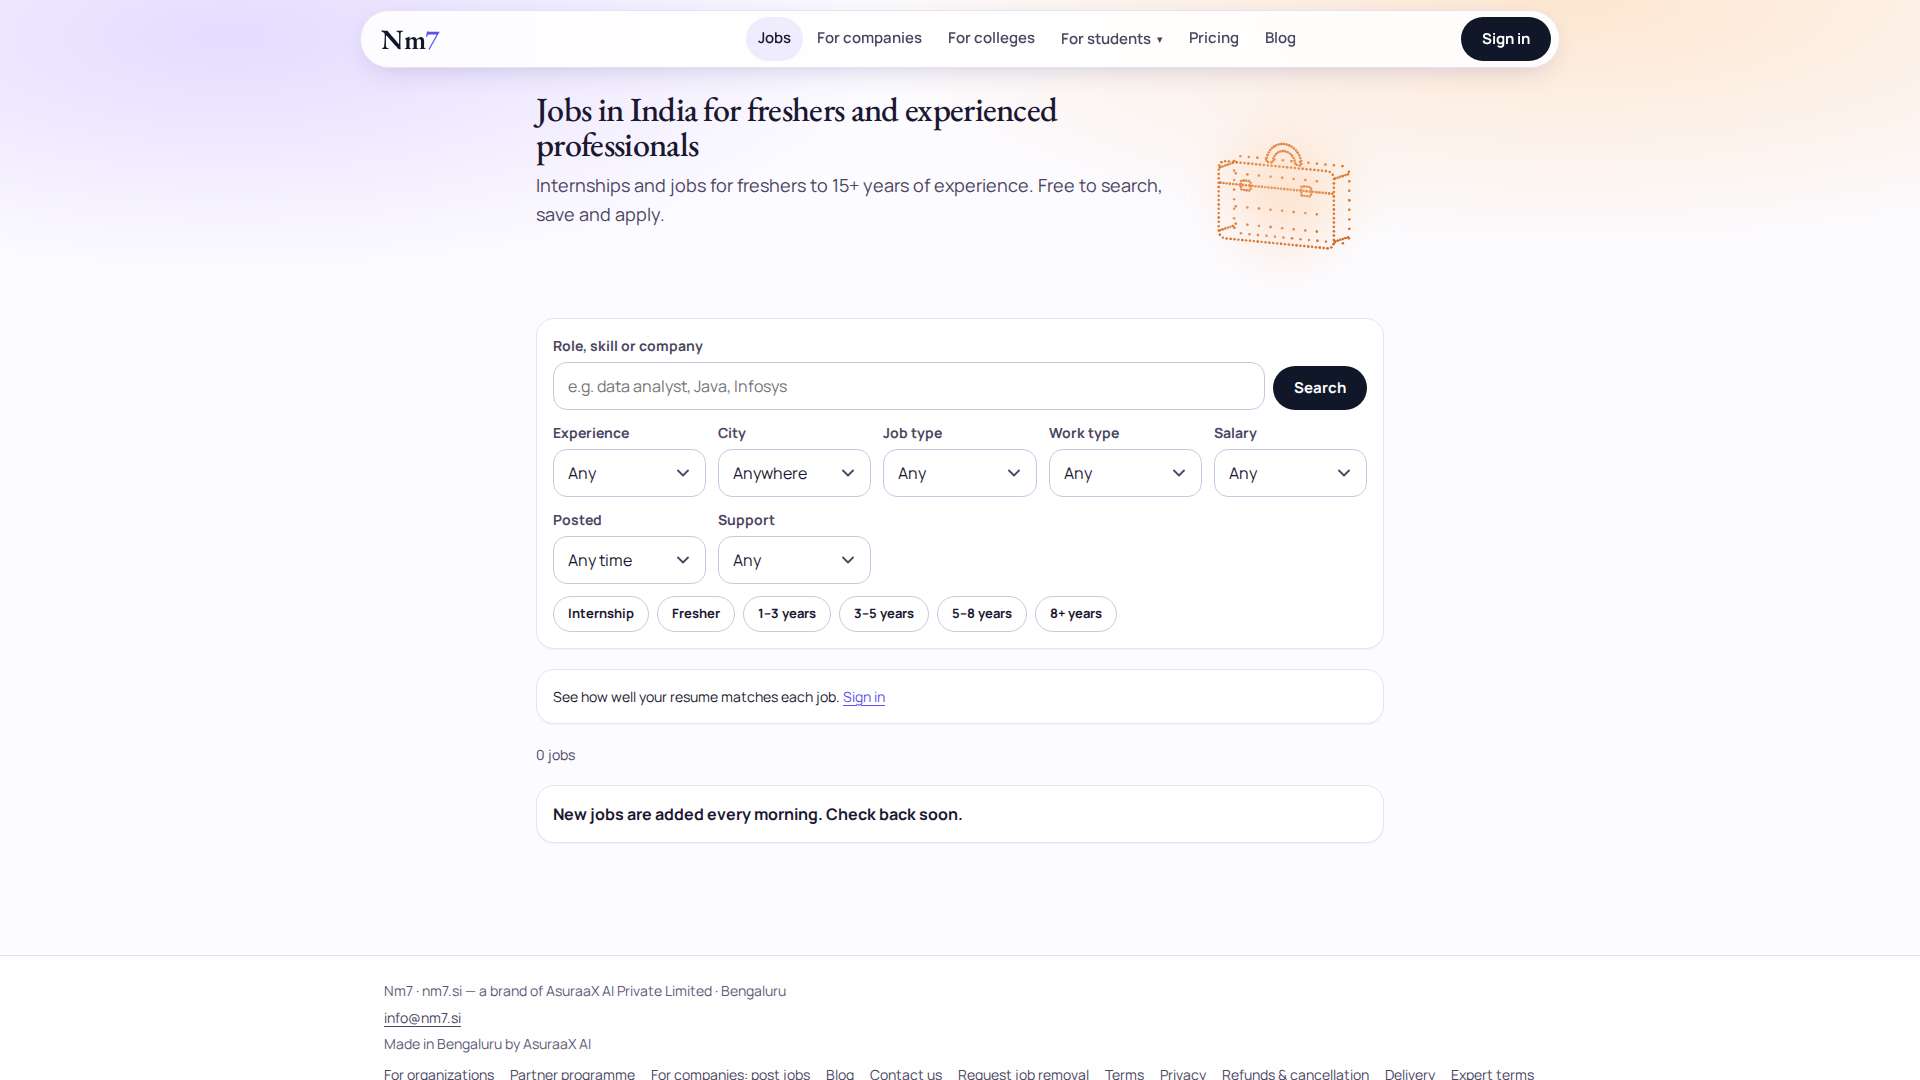 Nm7
Jobs
For companies
For colleges
For students ▾
Pricing
Blog
Sign in
Jobs in India for freshers and experienced
professionals
Internships and jobs for freshers to 15+ years of experience. Free to search,
save and apply.
Role, skill or company
e.g. data analyst, Java, Infosys
Search
Experience
City
Job type
Work type
Salary
Any
Anywhere
Any
Any
Any
Posted
Support
Any time
Any
Internship
Fresher
1–3 years
3–5 years
5–8 years
8+ years
See how well your resume matches each job. Sign in
0 jobs
New jobs are added every morning. Check back soon.
Nm7 · nm7.si — a brand of AsuraaX AI Private Limited · Bengaluru
info@nm7.si
Made in Bengaluru by AsuraaX AI
For organizations
Partner programme
For companies: post jobs
Blog
Contact us
Request job removal
Terms
Privacy
Refunds & cancellation
Delivery
Expert terms